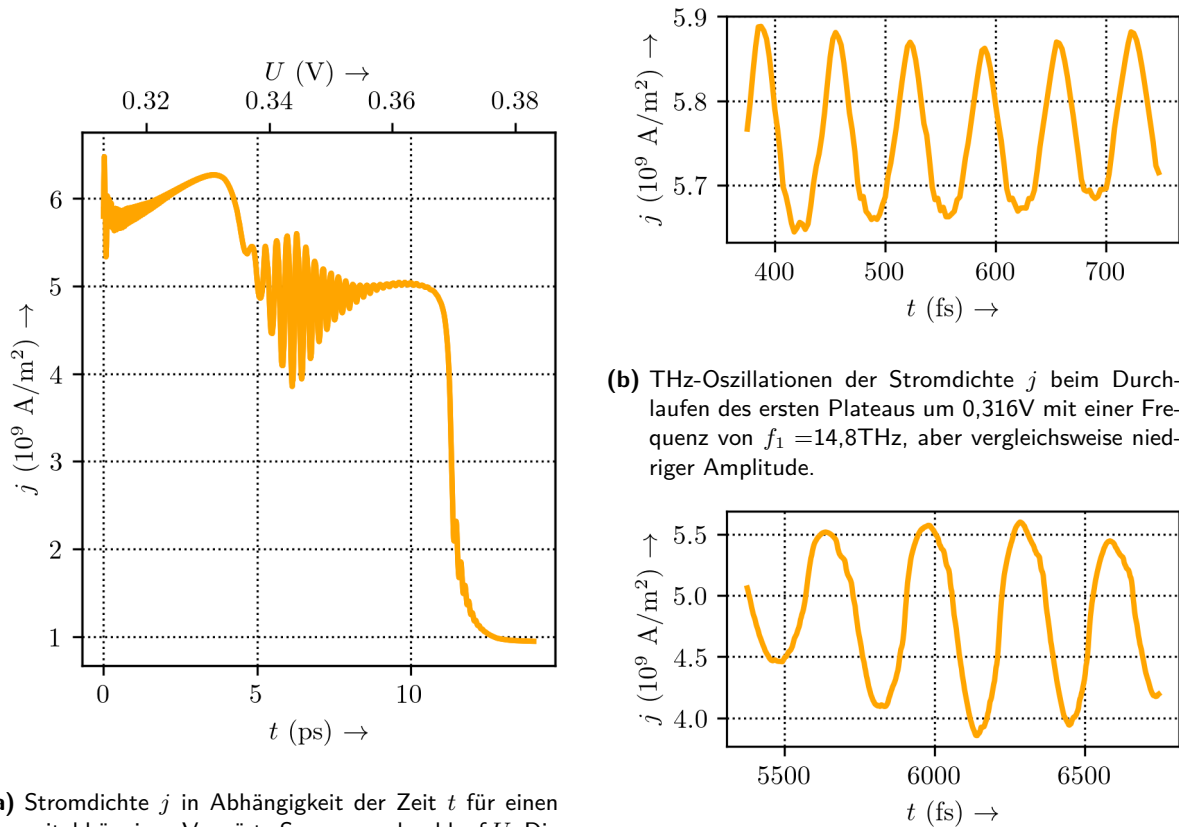 U (V) →
0.32 0.34 0.36 0.38
j (10⁹ A/m²) →
6
5
4
3
2
1
0 5 10
t (ps) →
a) Stromdichte j in Abhängigkeit der Zeit t für einen
j (10⁹ A/m²) →
5.9
5.8
5.7
400 500 600 700
t (fs) →
(b) THz-Oszillationen der Stromdichte j beim Durch-
laufen des ersten Plateaus um 0,316V mit einer Fre-
quenz von f₁ =14,8THz, aber vergleichsweise nied-
riger Amplitude.
j (10⁹ A/m²) →
5.5
5.0
4.5
4.0
5500 6000 6500
t (fs) →